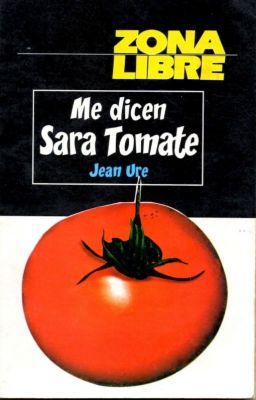 ZONA
LIBRE
Me dicen
Sara Tomate
Jean Ure